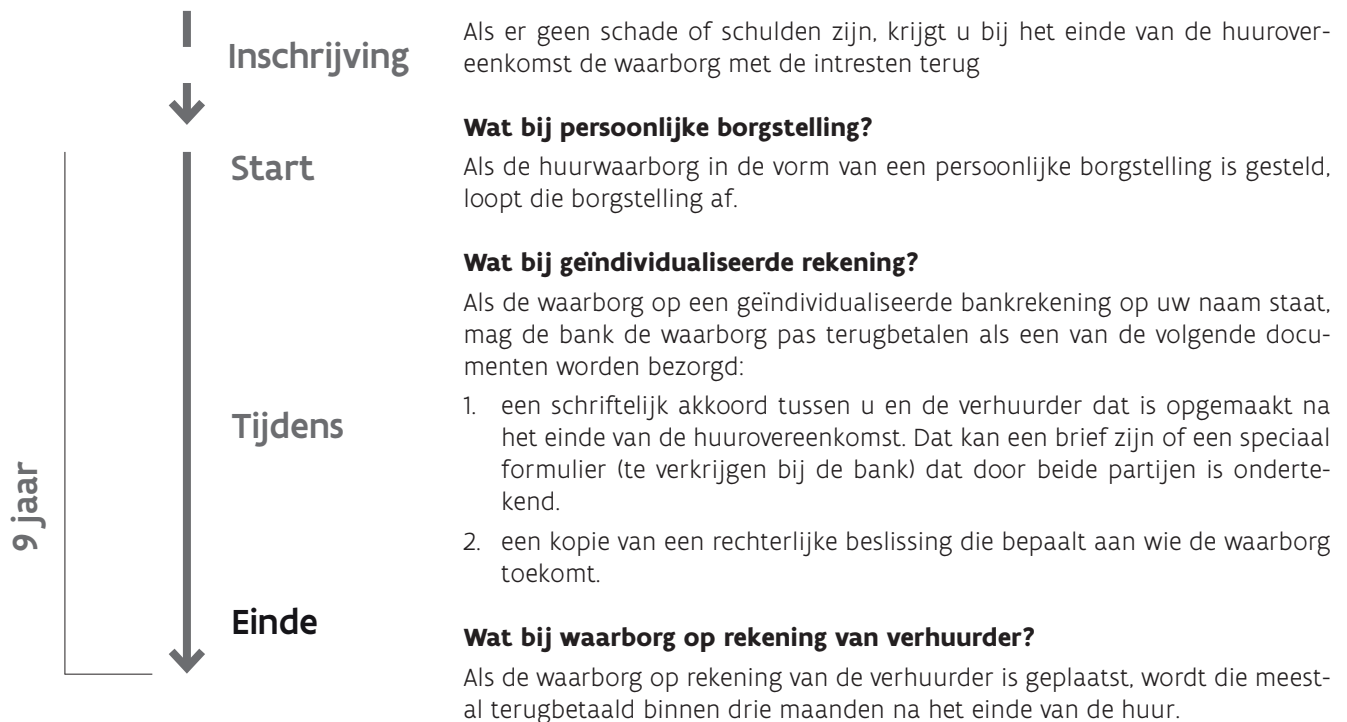 Inschrijving
Start
Tijdens
9 jaar
Einde
Als er geen schade of schulden zijn, krijgt u bij het einde van de huurover-
eenkomst de waarborg met de intresten terug
Wat bij persoonlijke borgstelling?
Als de huurwaarborg in de vorm van een persoonlijke borgstelling is gesteld,
loopt die borgstelling af.
Wat bij geïndividualiseerde rekening?
Als de waarborg op een geïndividualiseerde bankrekening op uw naam staat,
mag de bank de waarborg pas terugbetalen als een van de volgende docu-
menten worden bezorgd:
1. een schriftelijk akkoord tussen u en de verhuurder dat is opgemaakt na
het einde van de huurovereenkomst. Dat kan een brief zijn of een speciaal
formulier (te verkrijgen bij de bank) dat door beide partijen is onderte-
kend.
2. een kopie van een rechterlijke beslissing die bepaalt aan wie de waarborg
toekomt.
Wat bij waarborg op rekening van verhuurder?
Als de waarborg op rekening van de verhuurder is geplaatst, wordt die meest-
al terugbetaald binnen drie maanden na het einde van de huur.